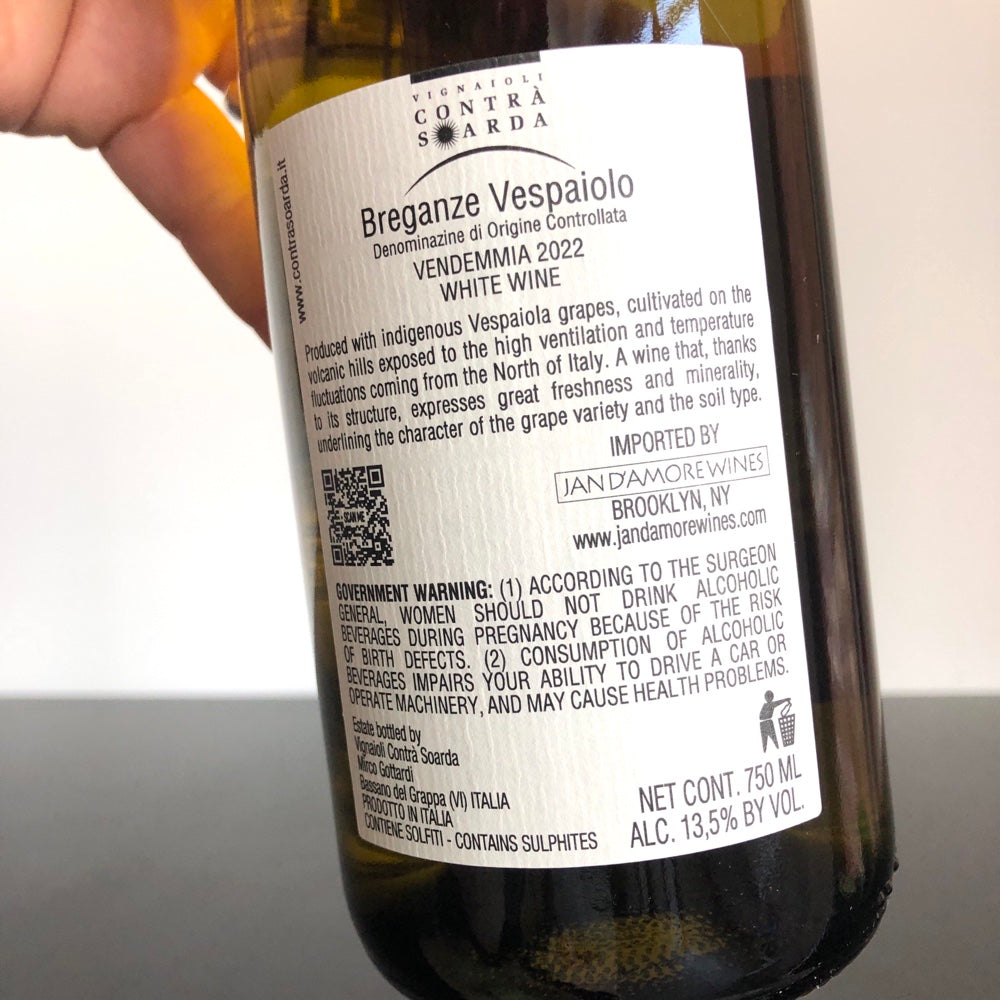 VIGNAIOLI
CONTRÀ
SOARDA
www.contrasoarda.it
Breganze Vespaiolo
Denominazine di Origine Controllata
VENDEMMIA 2022
WHITE WINE
Produced with indigenous Vespaiola grapes, cultivated on the
volcanic hills exposed to the high ventilation and temperature
fluctuations coming from the North of Italy. A wine that, thanks
to its structure, expresses great freshness and minerality,
underlining the character of the grape variety and the soil type.
SCAN ME
IMPORTED BY
JAN D'AMORE WINES
BROOKLYN, NY
www.jandamorewines.com
GOVERNMENT WARNING: (1) ACCORDING TO THE SURGEON
GENERAL, WOMEN SHOULD NOT DRINK ALCOHOLIC
BEVERAGES DURING PREGNANCY BECAUSE OF THE RISK
OF BIRTH DEFECTS. (2) CONSUMPTION OF ALCOHOLIC
BEVERAGES IMPAIRS YOUR ABILITY TO DRIVE A CAR OR
OPERATE MACHINERY, AND MAY CAUSE HEALTH PROBLEMS.
Estate bottled by
Vignaioli Contrà Soarda
Mirco Gottardi
Bassano del Grappa (VI) ITALIA
PRODOTTO IN ITALIA
CONTIENE SOLFITI - CONTAINS SULPHITES
NET CONT. 750 ML
ALC. 13,5% BY VOL.